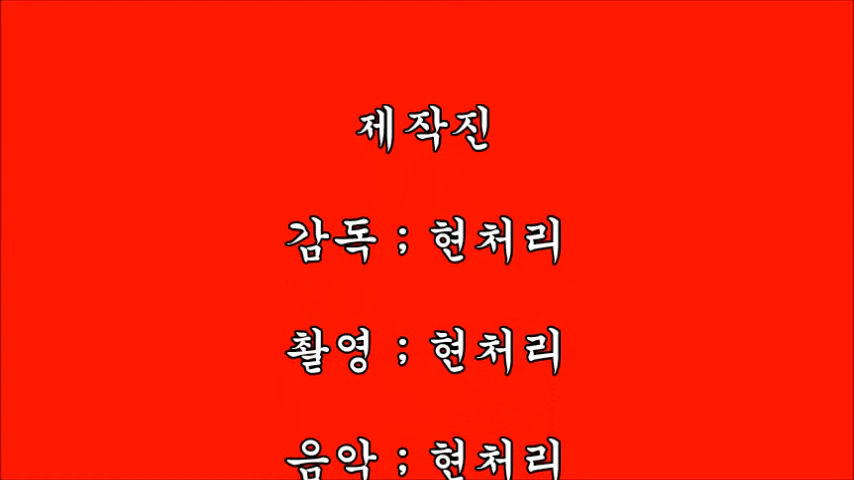 제작진
감독 ; 현처리
촬영 ; 현처리
음악 ; 현처리